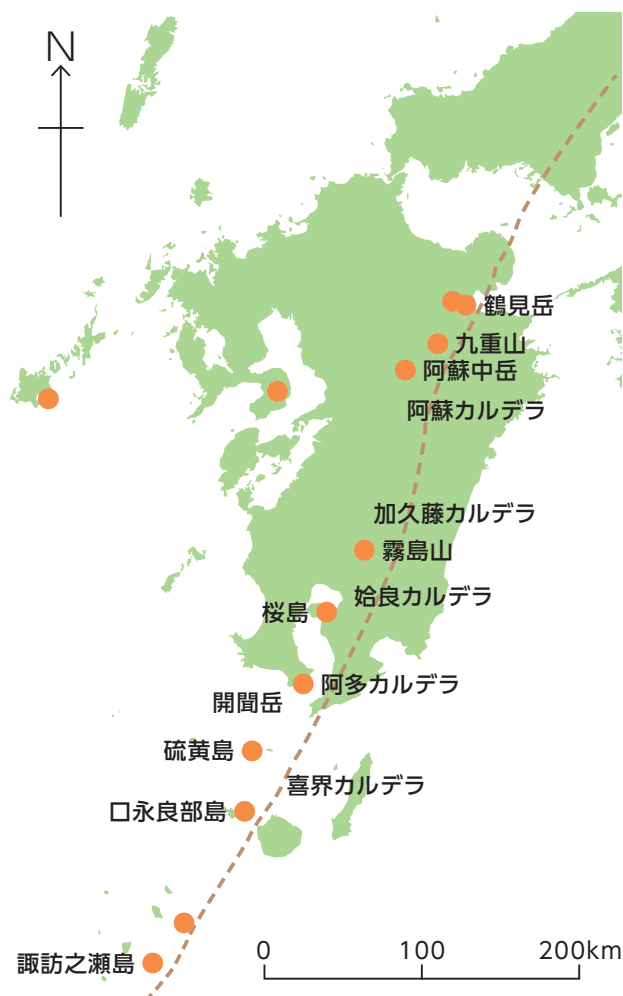 N
鶴見岳
九重山
阿蘇中岳
阿蘇カルデラ
加久藤カルデラ
霧島山
姶良カルデラ
桜島
阿多カルデラ
開聞岳
硫黄島
喜界カルデラ
口永良部島
諏訪之瀬島
0 100 200km